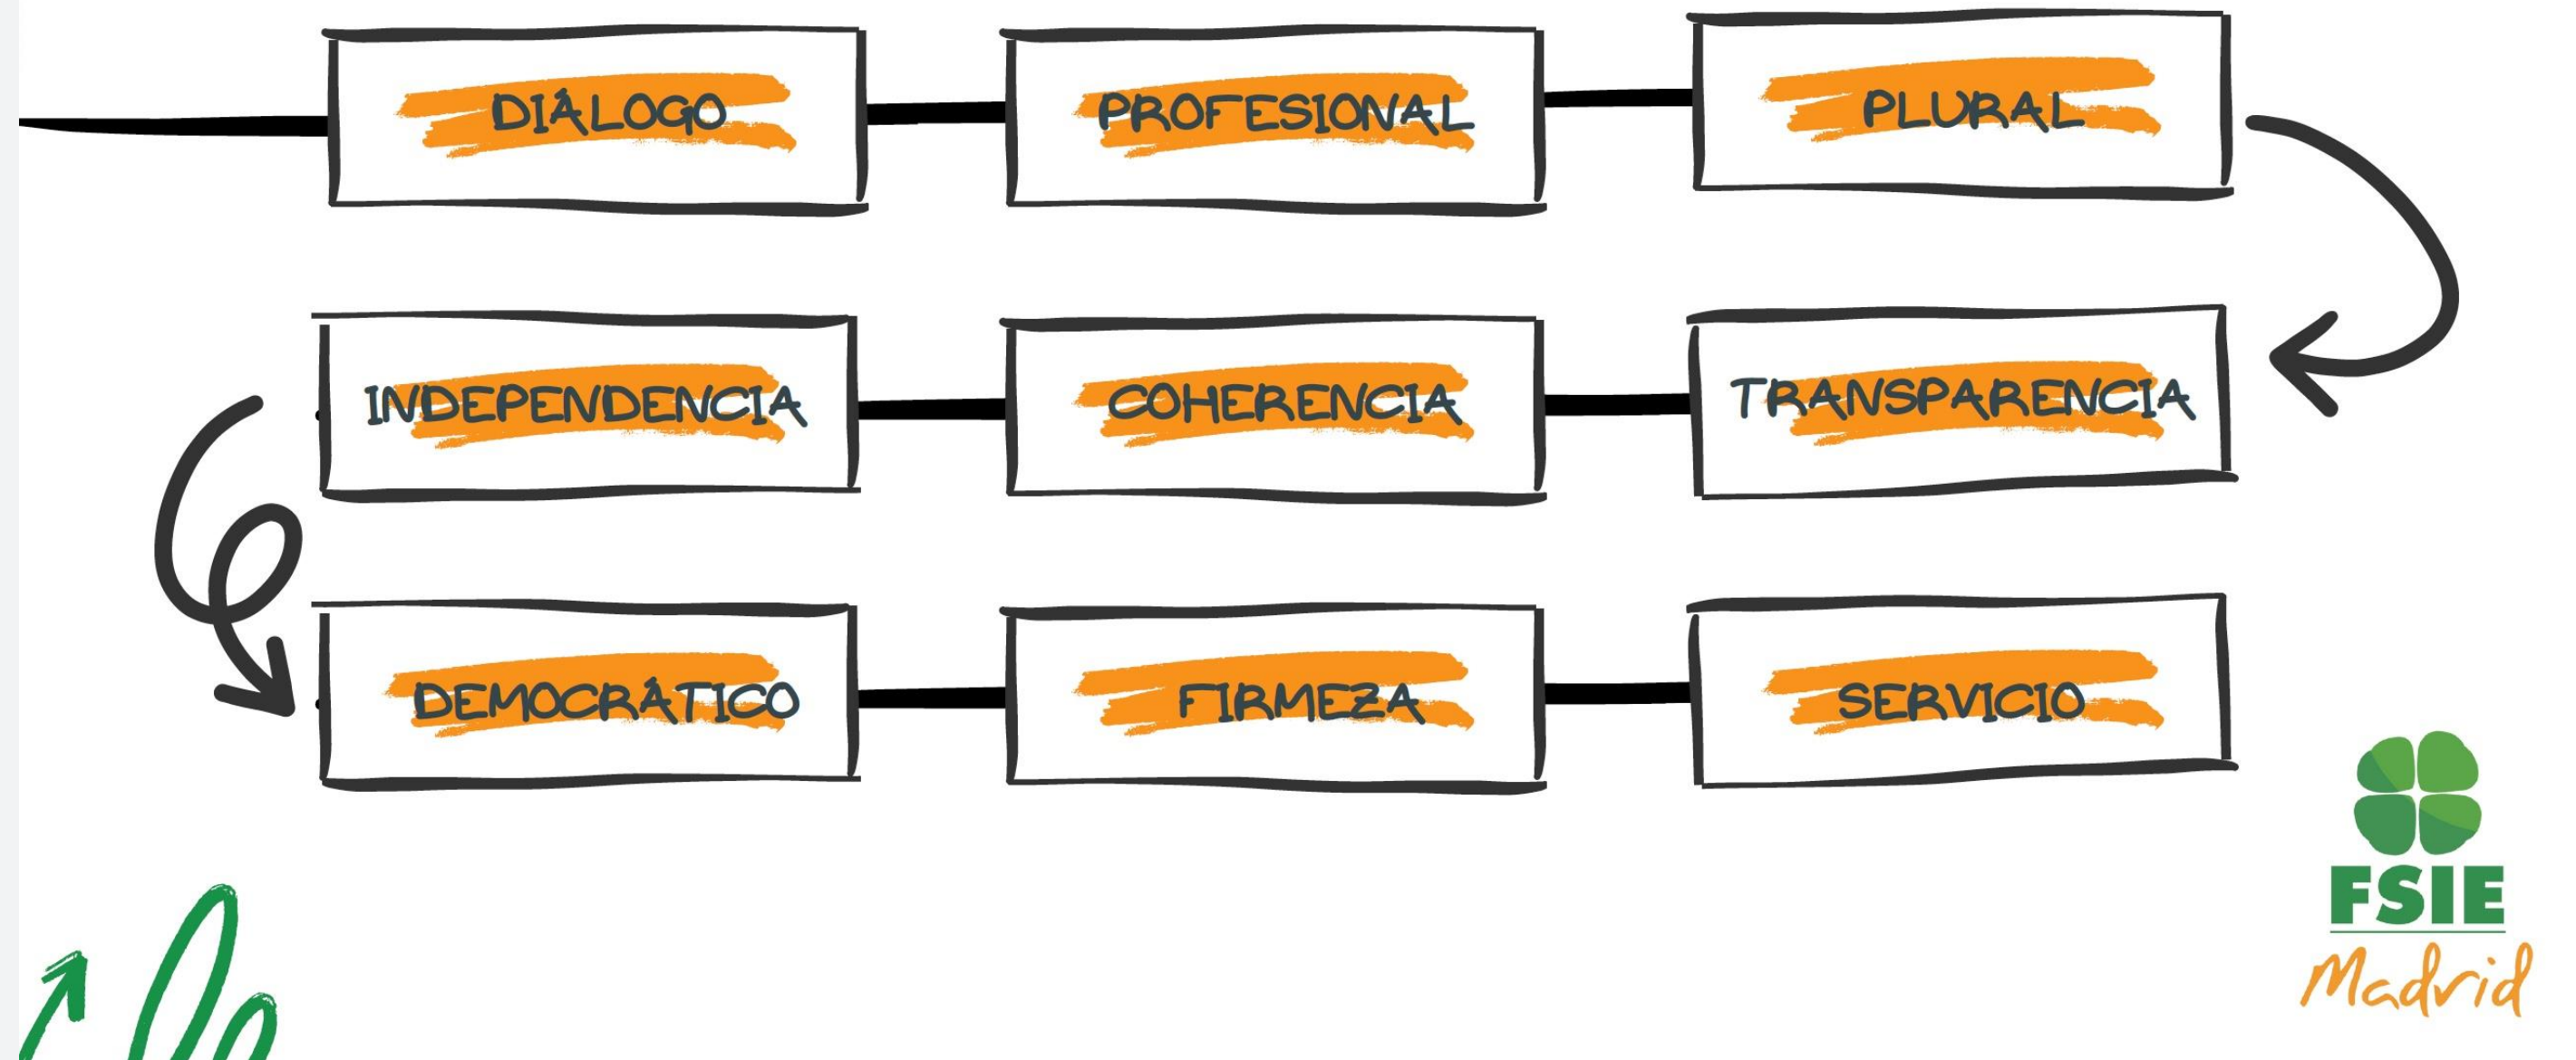 DIÁLOGO
PROFESIONAL
PLURAL
INDEPENDENCIA
COHERENCIA
TRANSPARENCIA
DEMOCRÁTICO
FIRMEZA
SERVICIO
FSIE
Madrid